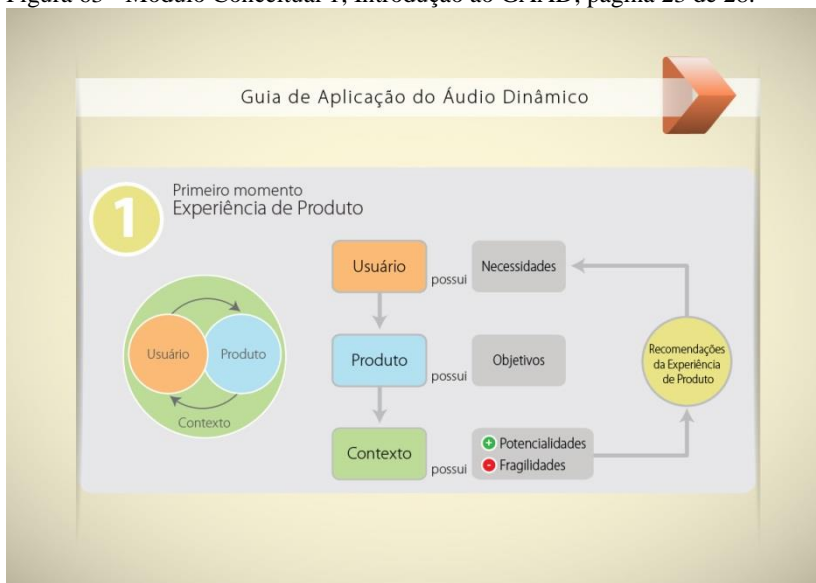 Figura 63 - Módulo Conceitual 1, Introdução ao GAAD, página 23 de 28.
Guia de Aplicação do Áudio Dinâmico
1
Primeiro momento
Experiência de Produto
Usuário
Produto
Contexto
Usuário
possui
Necessidades
Produto
possui
Objetivos
Contexto
possui
Potencialidades
Fragilidades
Recomendações
da Experiência
de Produto